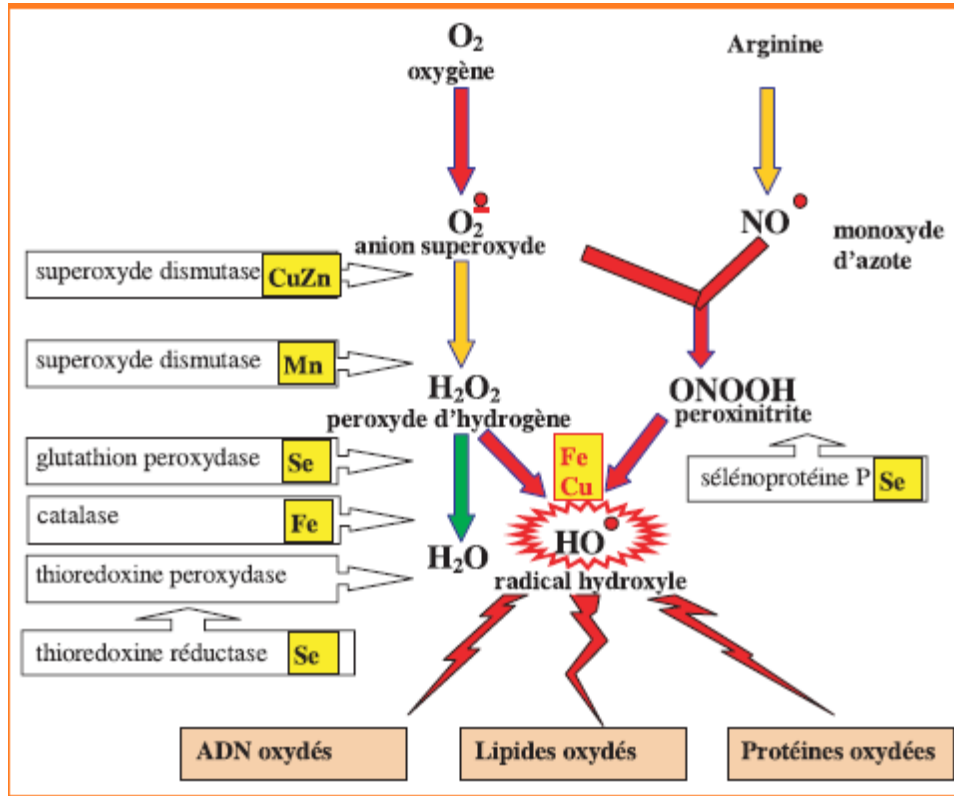 O₂
oxygène
Arginine
O₂•−
anion superoxyde
NO•
monoxyde
d'azote
superoxyde dismutase CuZn
superoxyde dismutase Mn
H₂O₂
peroxyde d'hydrogène
ONOOH
peroxinitrite
glutathion peroxydase Se
Fe
Cu
sélénoprotéine P Se
catalase Fe
HO•
H₂O
radical hydroxyle
thioredoxine peroxydase
thioredoxine réductase Se
ADN oxydés
Lipides oxydés
Protéines oxydées